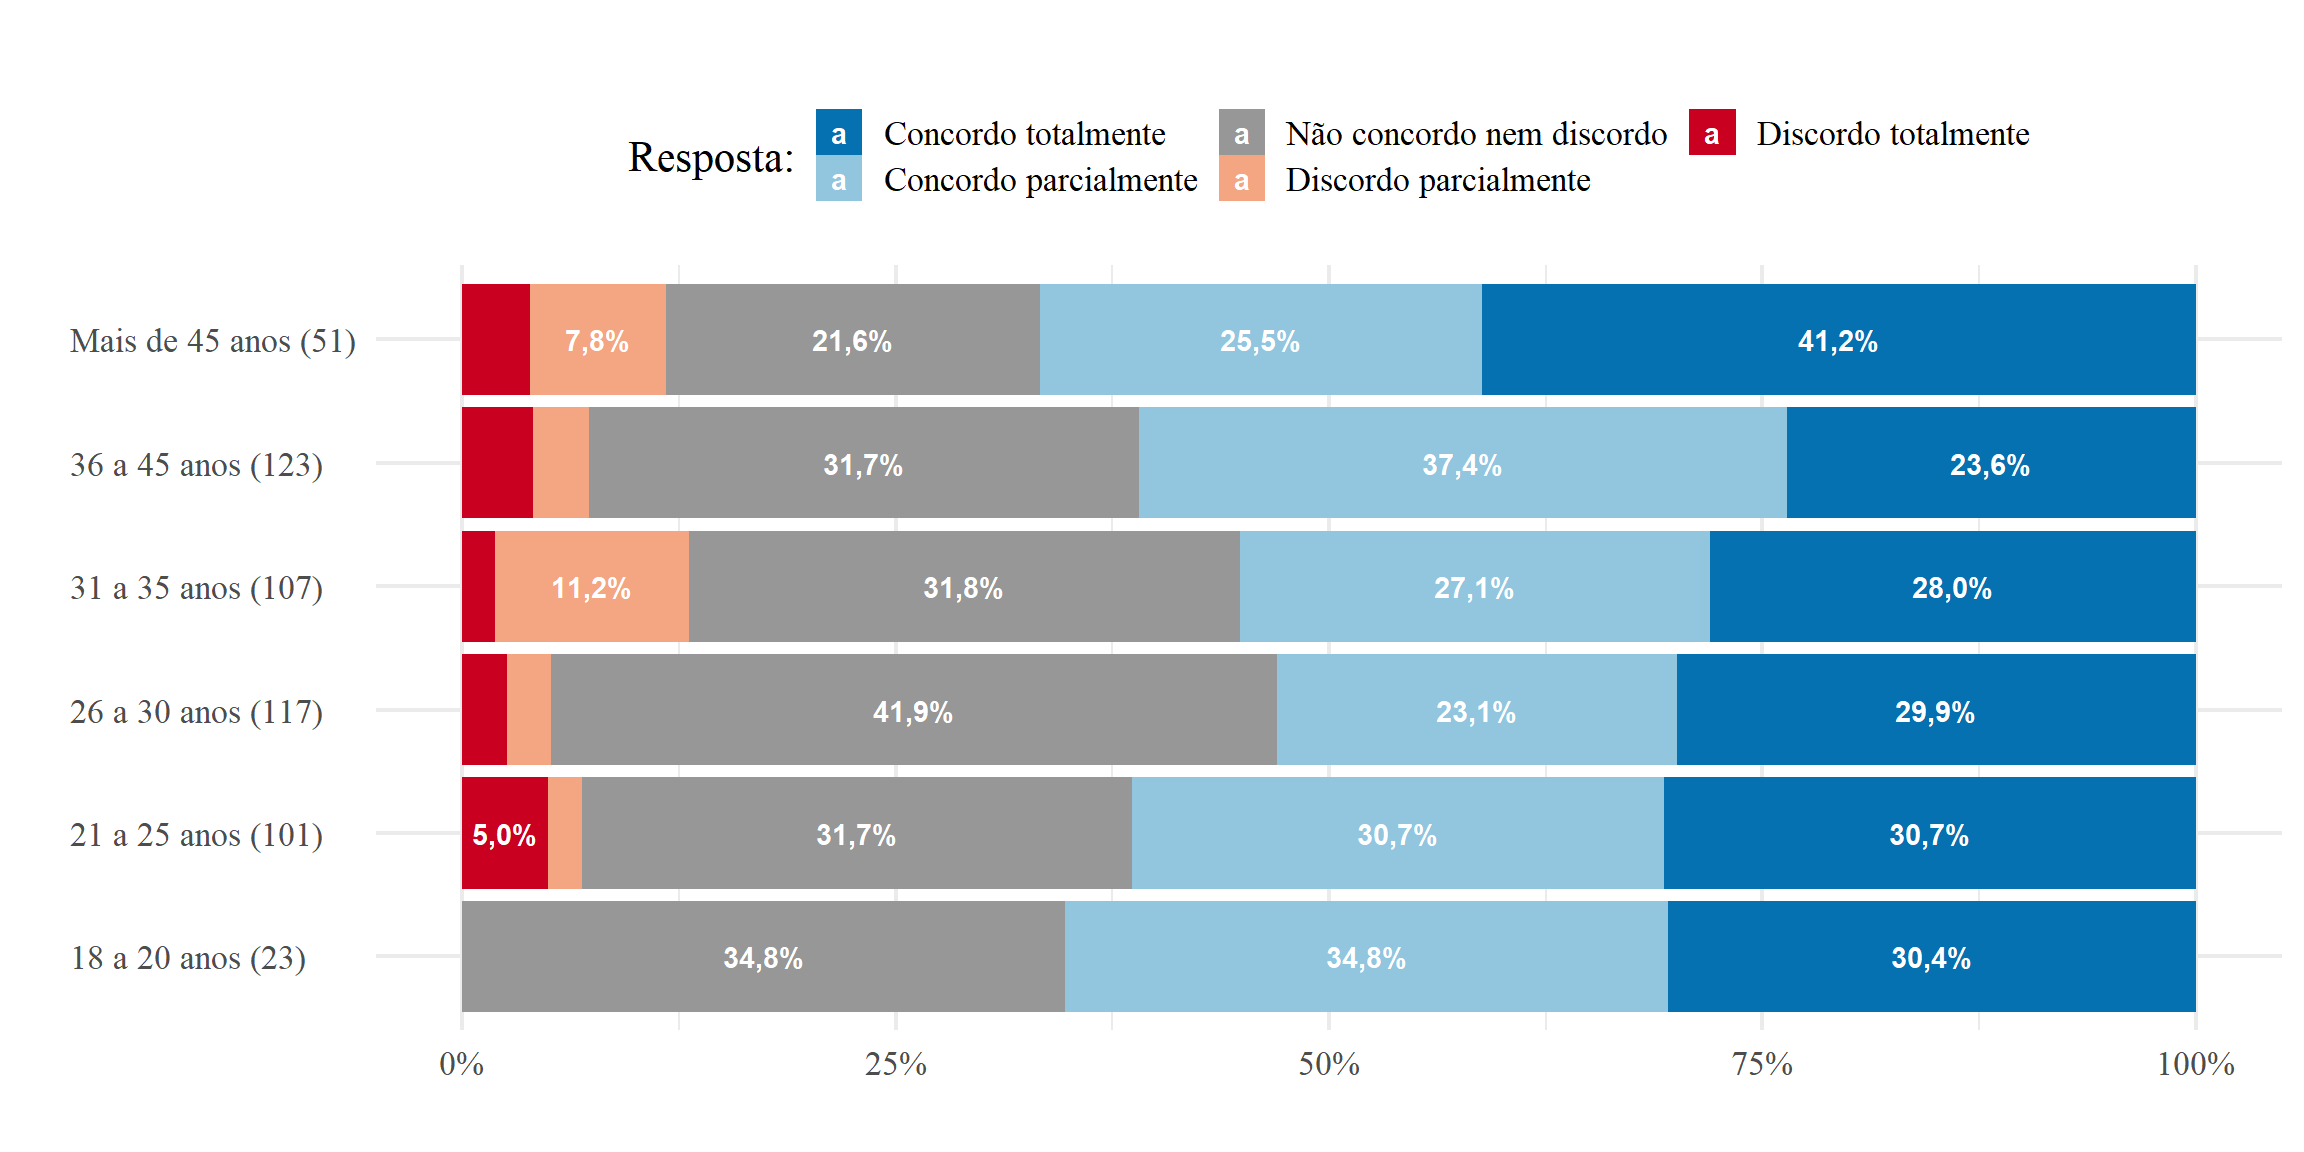 Resposta:
a Concordo totalmente
a Concordo parcialmente
a Não concordo nem discordo
a Discordo parcialmente
a Discordo totalmente
Mais de 45 anos (51) 7,8% 21,6% 25,5% 41,2%
36 a 45 anos (123) 31,7% 37,4% 23,6%
31 a 35 anos (107) 11,2% 31,8% 27,1% 28,0%
26 a 30 anos (117) 41,9% 23,1% 29,9%
21 a 25 anos (101) 5,0% 31,7% 30,7% 30,7%
18 a 20 anos (23) 34,8% 34,8% 30,4%
0% 25% 50% 75% 100%